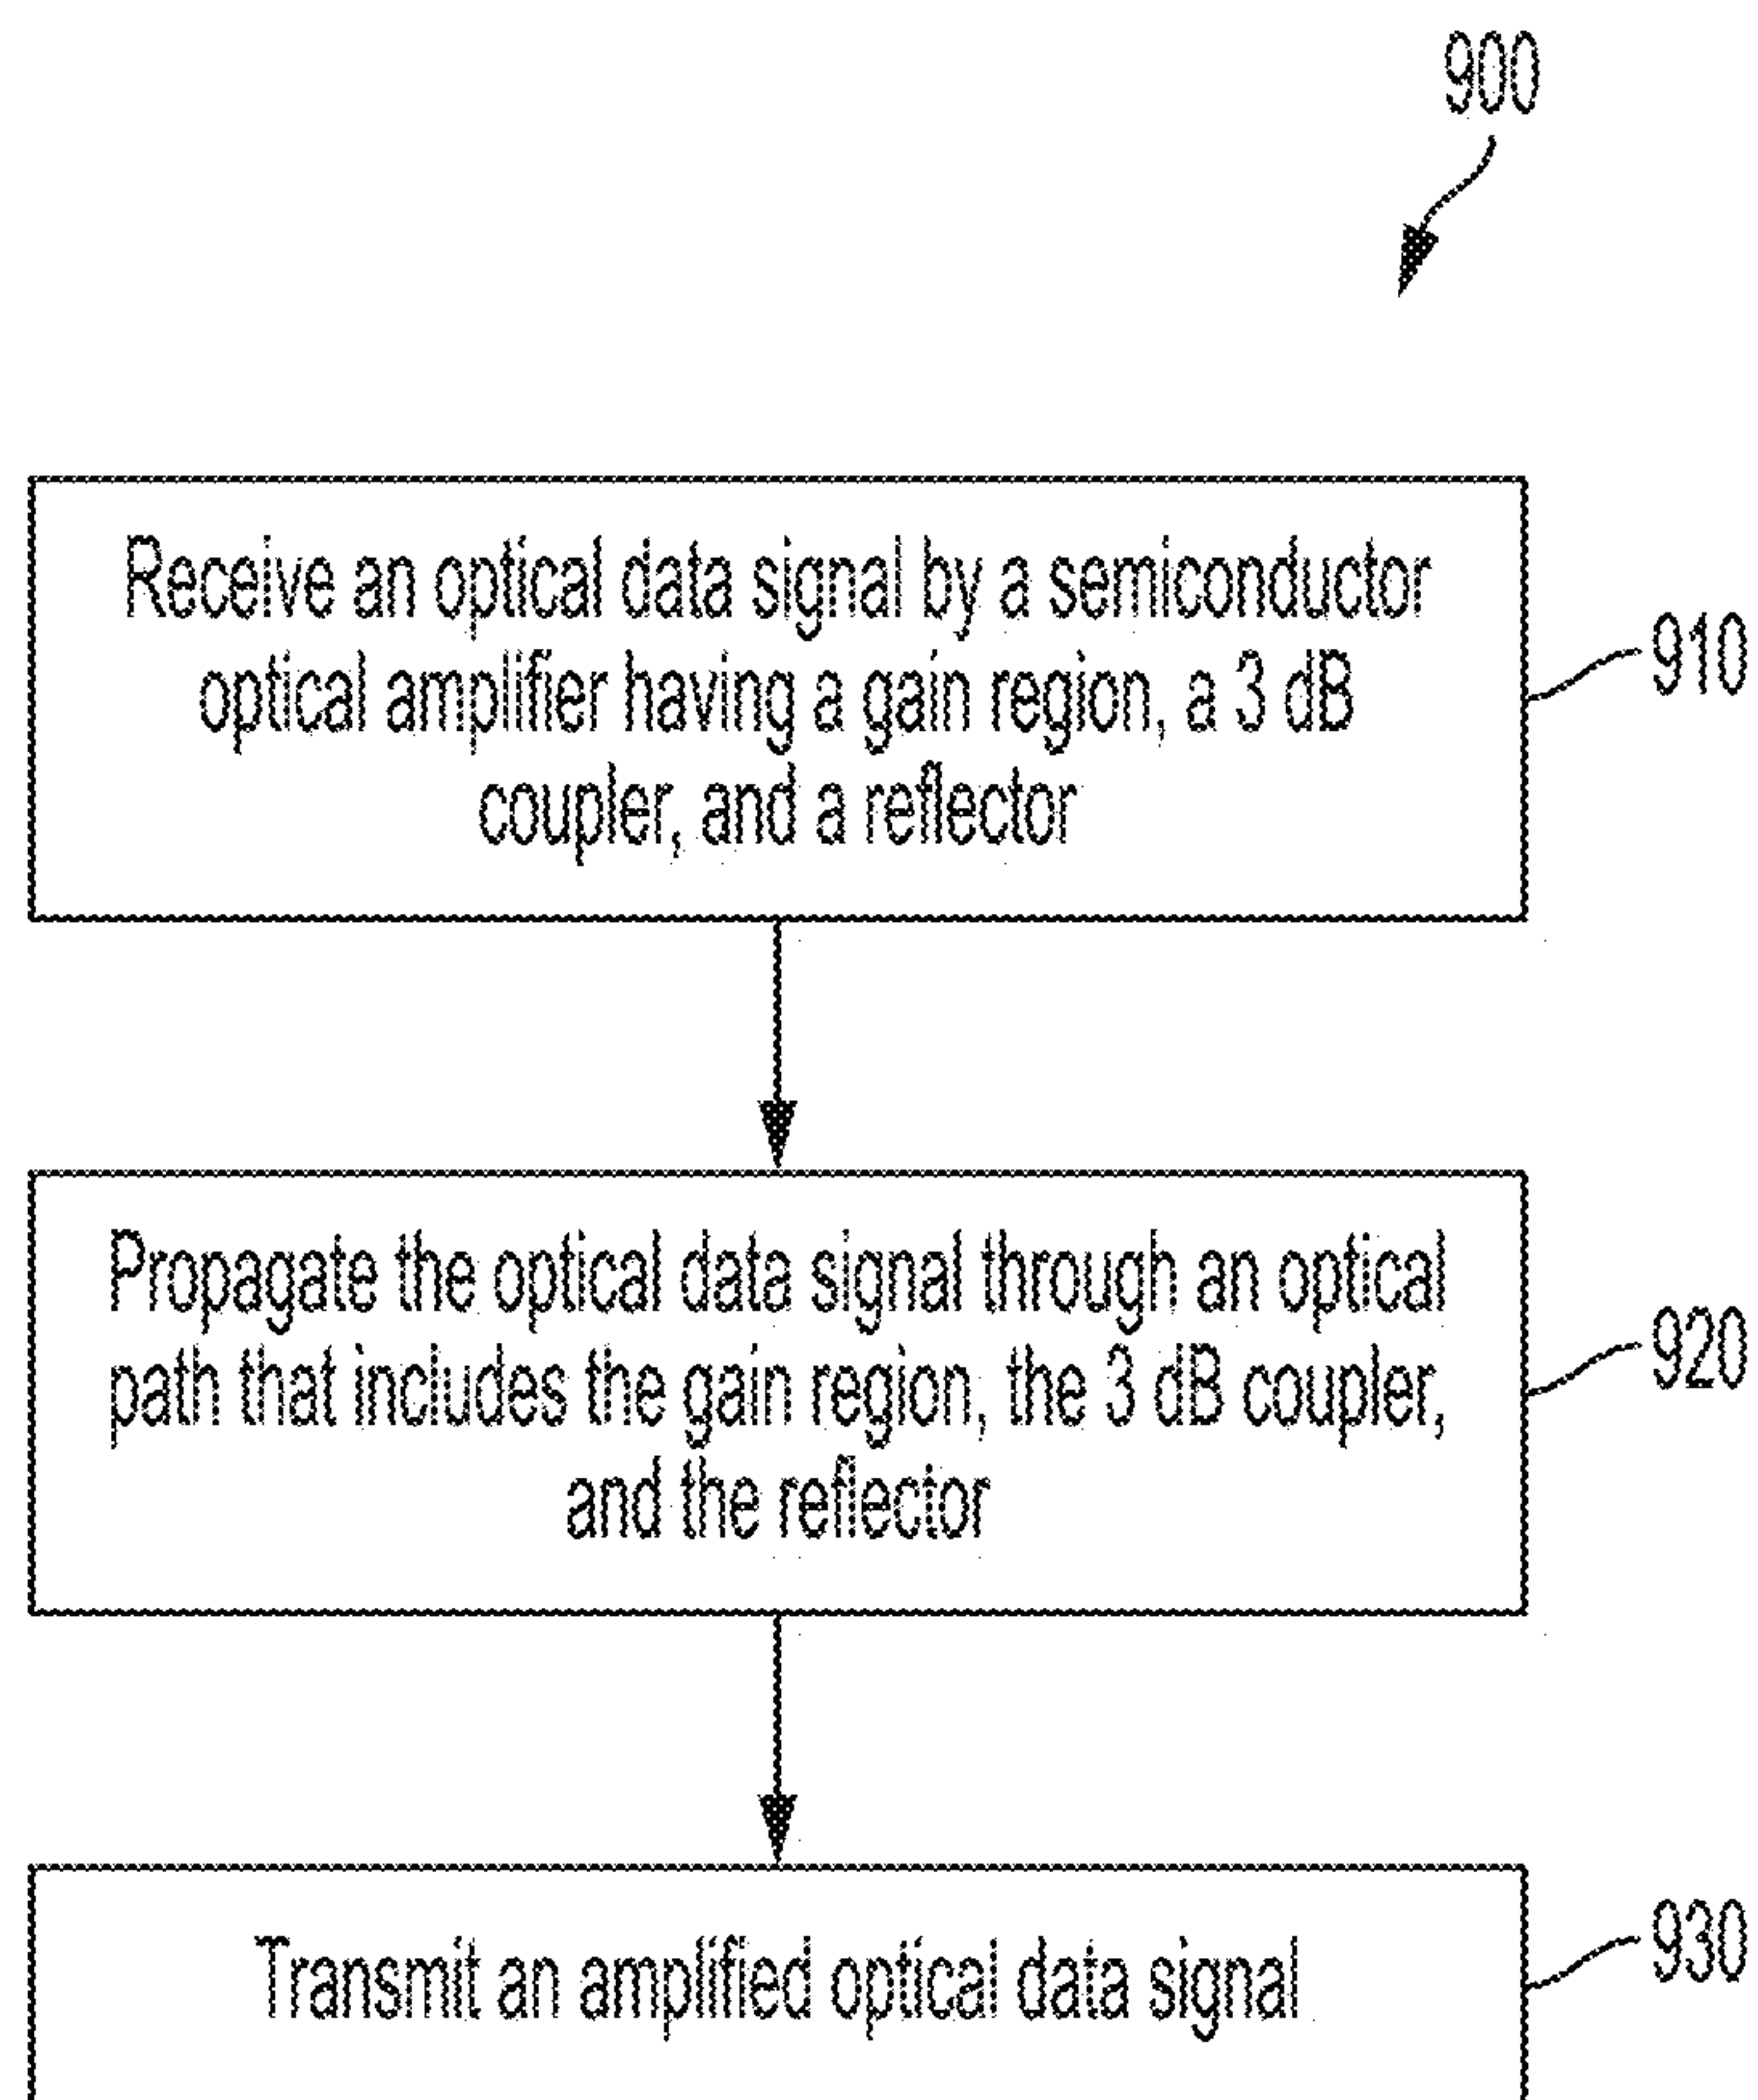 900
Receive an optical data signal by a semiconductor
optical amplifier having a gain region, a 3 dB
coupler, and a reflector
910
Propagate the optical data signal through an optical
path that includes the gain region, the 3 dB coupler,
and the reflector
920
Transmit an amplified optical data signal
930